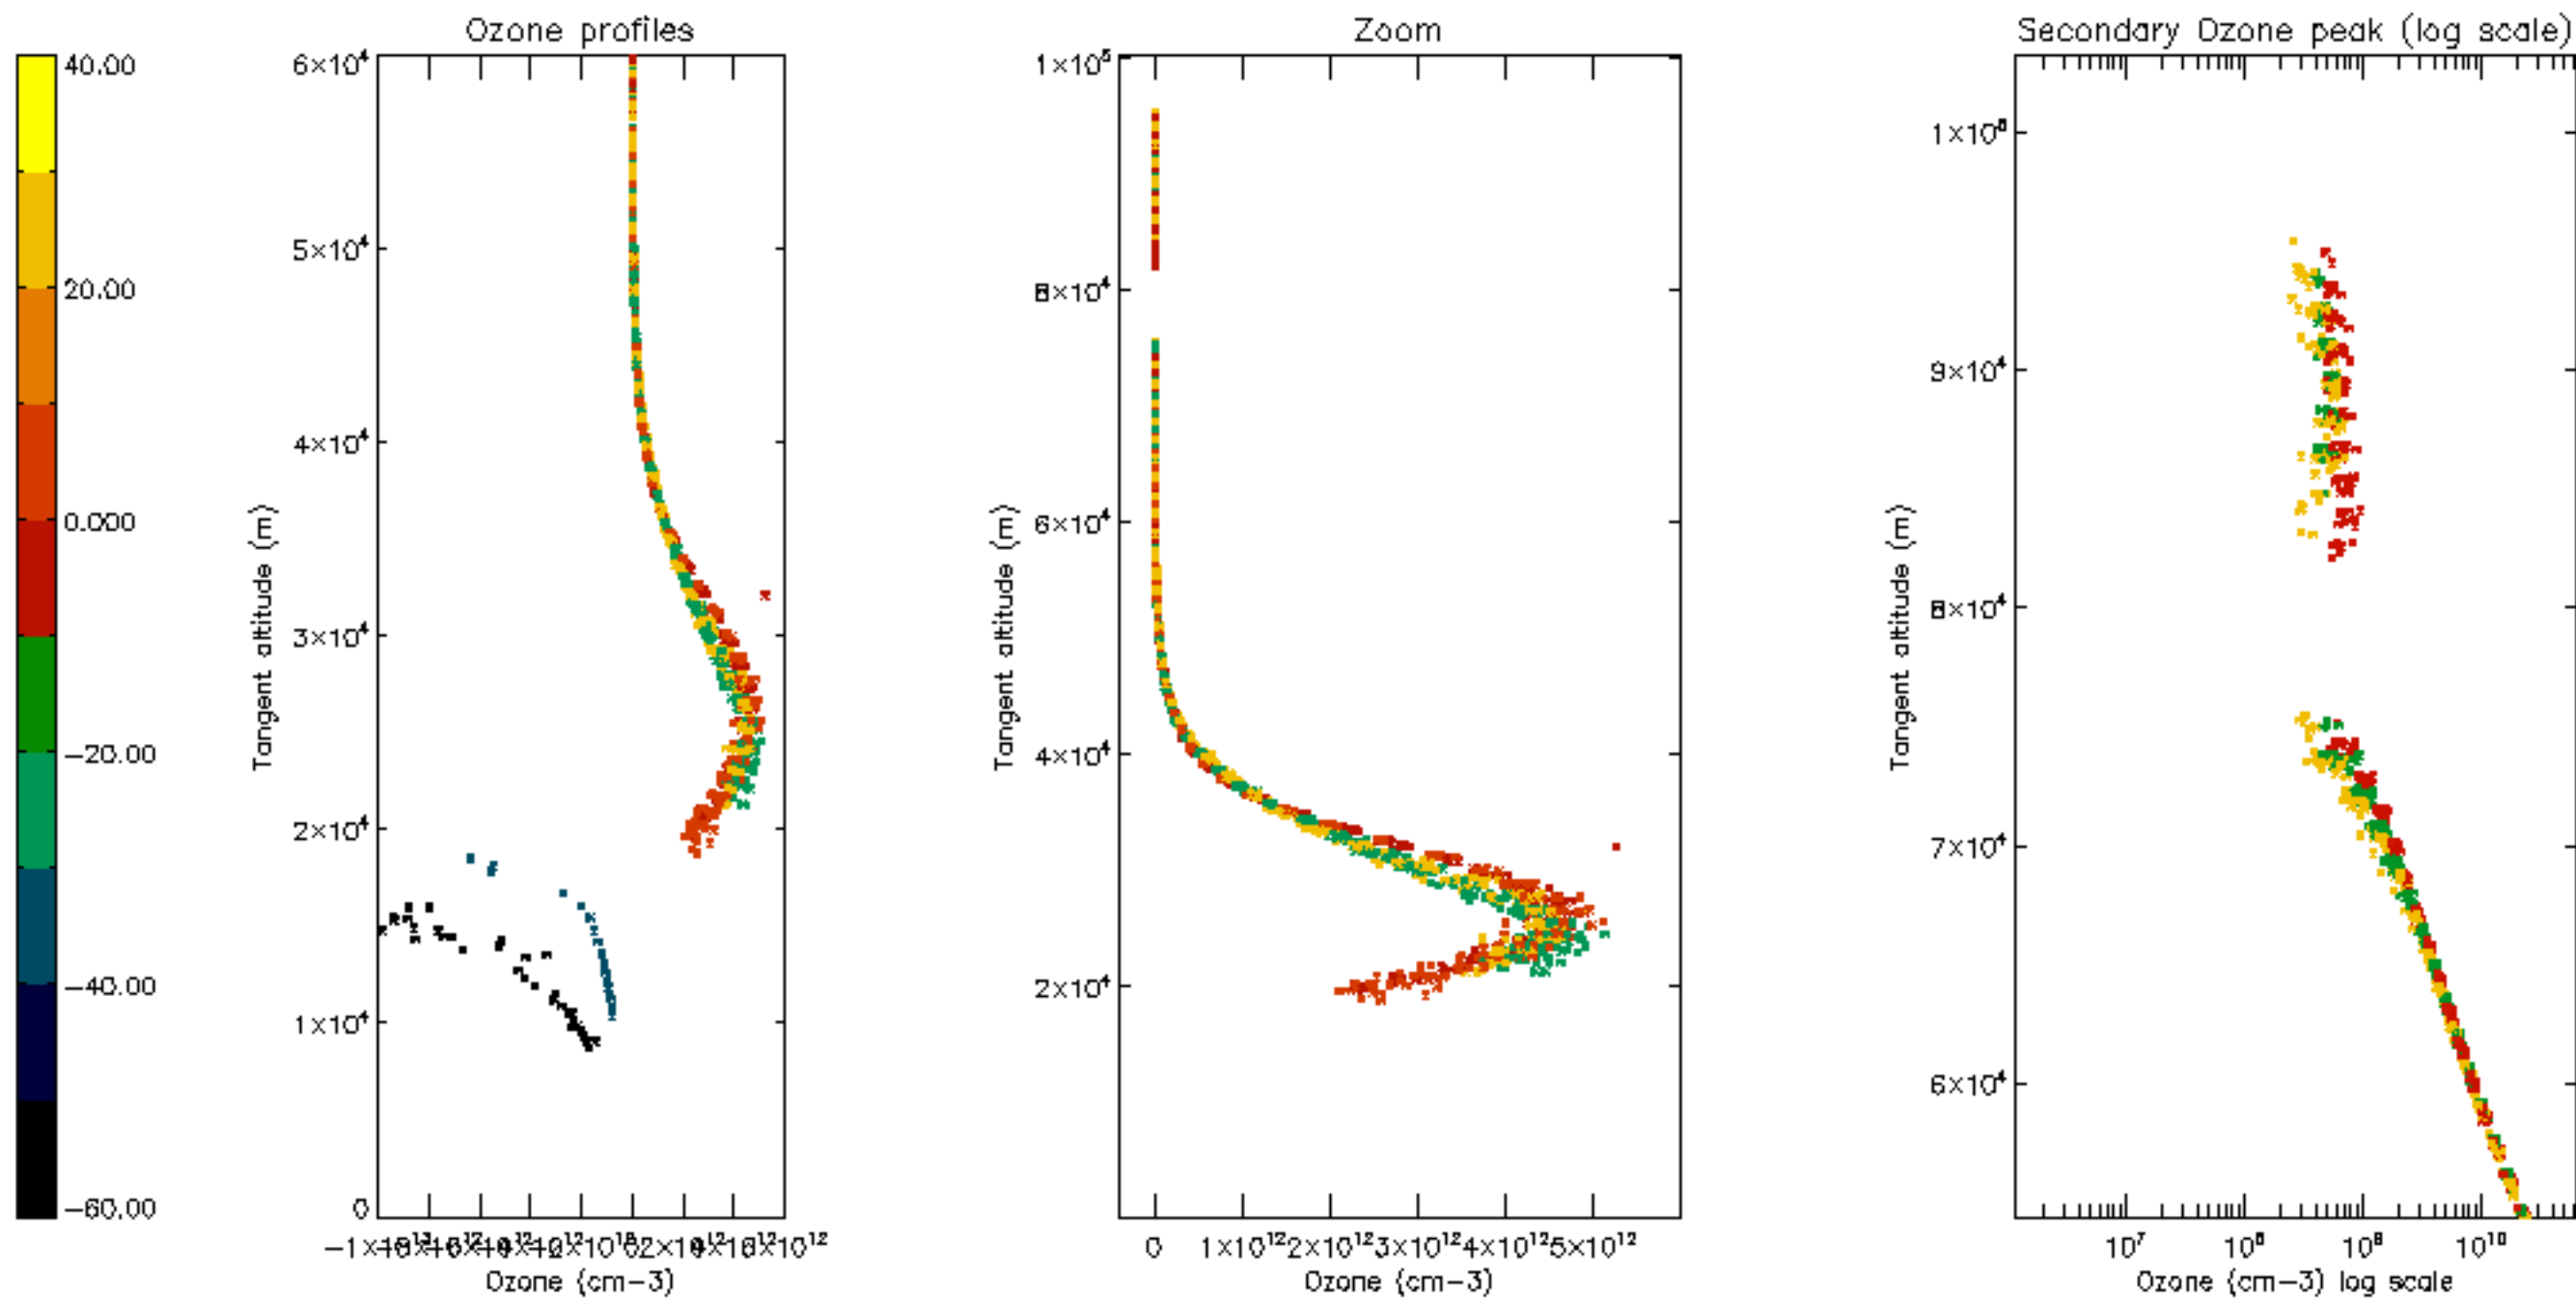 Ozone profiles
Zoom
Secondary Ozone peak (log scale)
40.00
20.00
0.000
−20.00
−40.00
−60.00
6×10⁴
5×10⁴
4×10⁴
3×10⁴
2×10⁴
1×10⁴
0
Tangent altitude (m)
Ozone (cm−3)
1×10⁵
8×10⁴
6×10⁴
4×10⁴
2×10⁴
Tangent altitude (m)
0 1×10¹² 2×10¹² 3×10¹² 4×10¹² 5×10¹²
Ozone (cm−3)
9×10⁴
8×10⁴
7×10⁴
6×10⁴
Tangent altitude (m)
10⁷ 10⁸ 10⁹ 10¹⁰
Ozone (cm−3) log scale